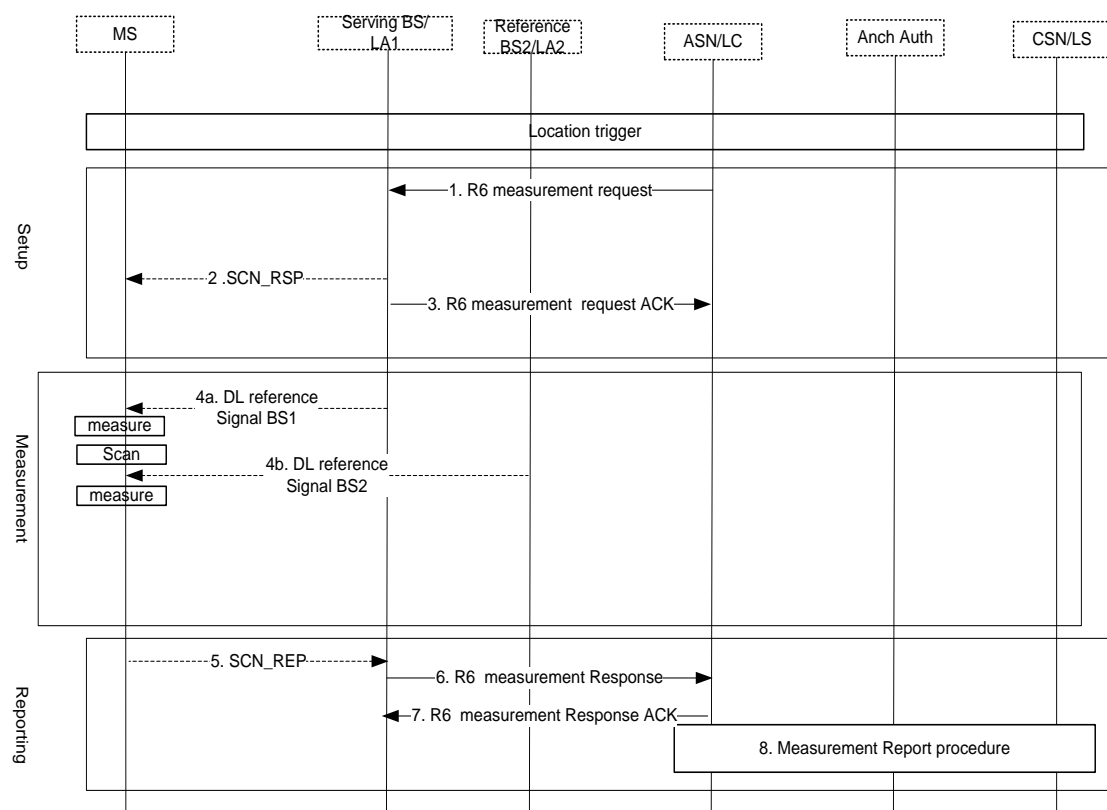 MS
Serving BS/
LA1
Reference
BS2/LA2
ASN/LC
Anch Auth
CSN/LS
Location trigger
Setup
1. R6 measurement request
2 .SCN_RSP
3. R6 measurement  request ACK
Measurement
4a. DL reference
Signal BS1
measure
Scan
4b. DL reference
Signal BS2
measure
Reporting
5. SCN_REP
6. R6  measurement Response
7. R6  measurement Response ACK
8. Measurement Report procedure